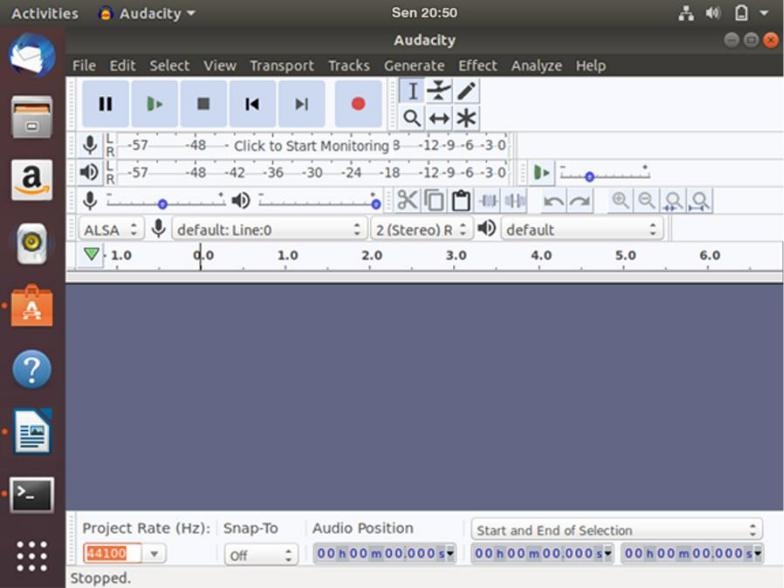 Activities Audacity Sen 20:50
Audacity
File Edit Select View Transport Tracks Generate Effect Analyze Help
L
R
-57 -48 - Click to Start Monitoring 3 -12 -9 -6 -3 0
L
R
-57 -48 -42 -36 -30 -24 -18 -12 -9 -6 -3 0
ALSA default: Line:0 2 (Stereo) R default
1.0 0.0 1.0 2.0 3.0 4.0 5.0 6.0
Project Rate (Hz): Snap-To Audio Position Start and End of Selection
44100 Off 00 h 00 m 00.000 s 00 h 00 m 00.000 s 00 h 00 m 00.000 s
Stopped.